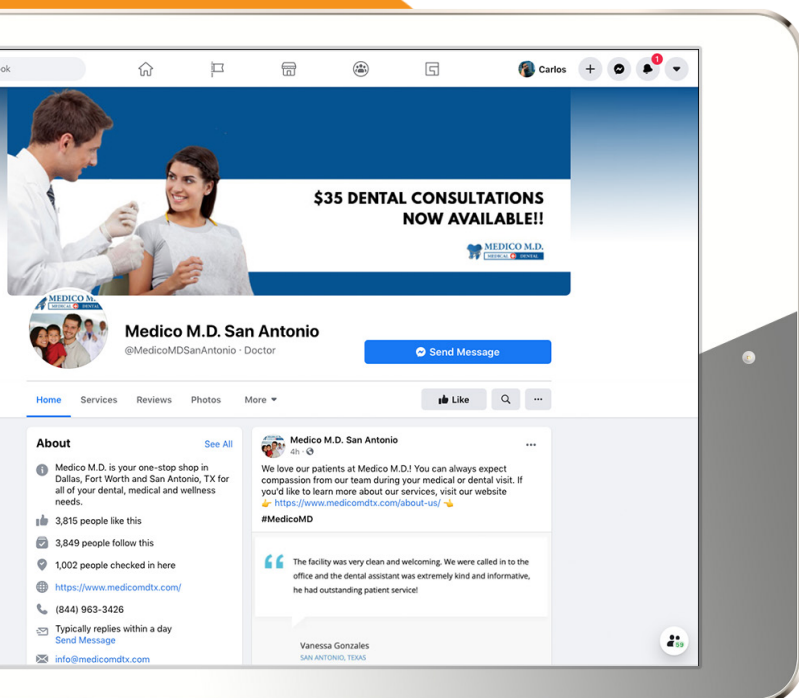 ok
Carlos
1
$35 DENTAL CONSULTATIONS
NOW AVAILABLE!!
MEDICO M.D.
MEDICAL DENTAL
MEDICO M.
MEDICAL DENTAL
Medico M.D. San Antonio
@MedicoMDSanAntonio · Doctor
Send Message
Home Services Reviews Photos More
Like
About See All
Medico M.D. is your one-stop shop in
Dallas, Fort Worth and San Antonio, TX for
all of your dental, medical and wellness
needs.
3,815 people like this
3,849 people follow this
1,002 people checked in here
https://www.medicomdtx.com/
(844) 963-3426
Typically replies within a day
Send Message
info@medicomdtx.com
Medico M.D. San Antonio
4h ·
We love our patients at Medico M.D.! You can always expect
compassion from our team during your medical or dental visit. If
you'd like to learn more about our services, visit our website
👉 https://www.medicomdtx.com/about-us/ 👈
#MedicoMD
The facility was very clean and welcoming. We were called in to the
office and the dental assistant was extremely kind and informative,
he had outstanding patient service!
Vanessa Gonzales
SAN ANTONIO, TEXAS
59